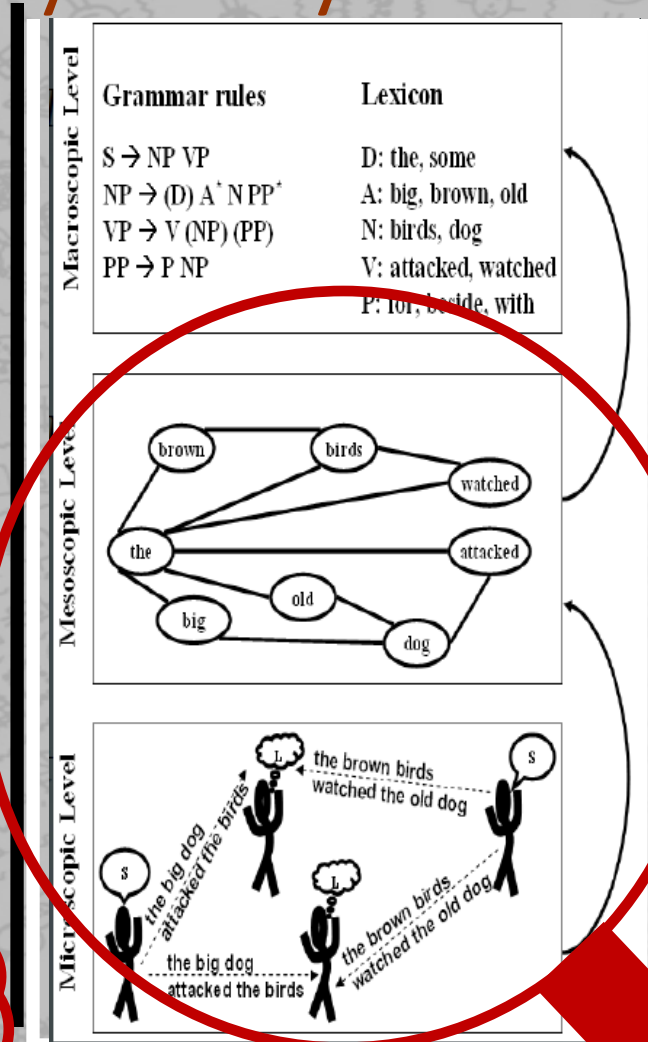 Macroscopic Level
Grammar rules
S → NP VP
NP → (D) A* N PP*
VP → V (NP) (PP)
PP → P NP
Lexicon
D: the, some
A: big, brown, old
N: birds, dog
V: attacked, watched
P: for, beside, with
Mesoscopic Level
brown
birds
watched
the
attacked
old
big
dog
Microscopic Level
L
S
the brown birds
watched the old dog
S
the big dog
attacked the birds
L
the brown birds
watched the old dog
the big dog
attacked the birds